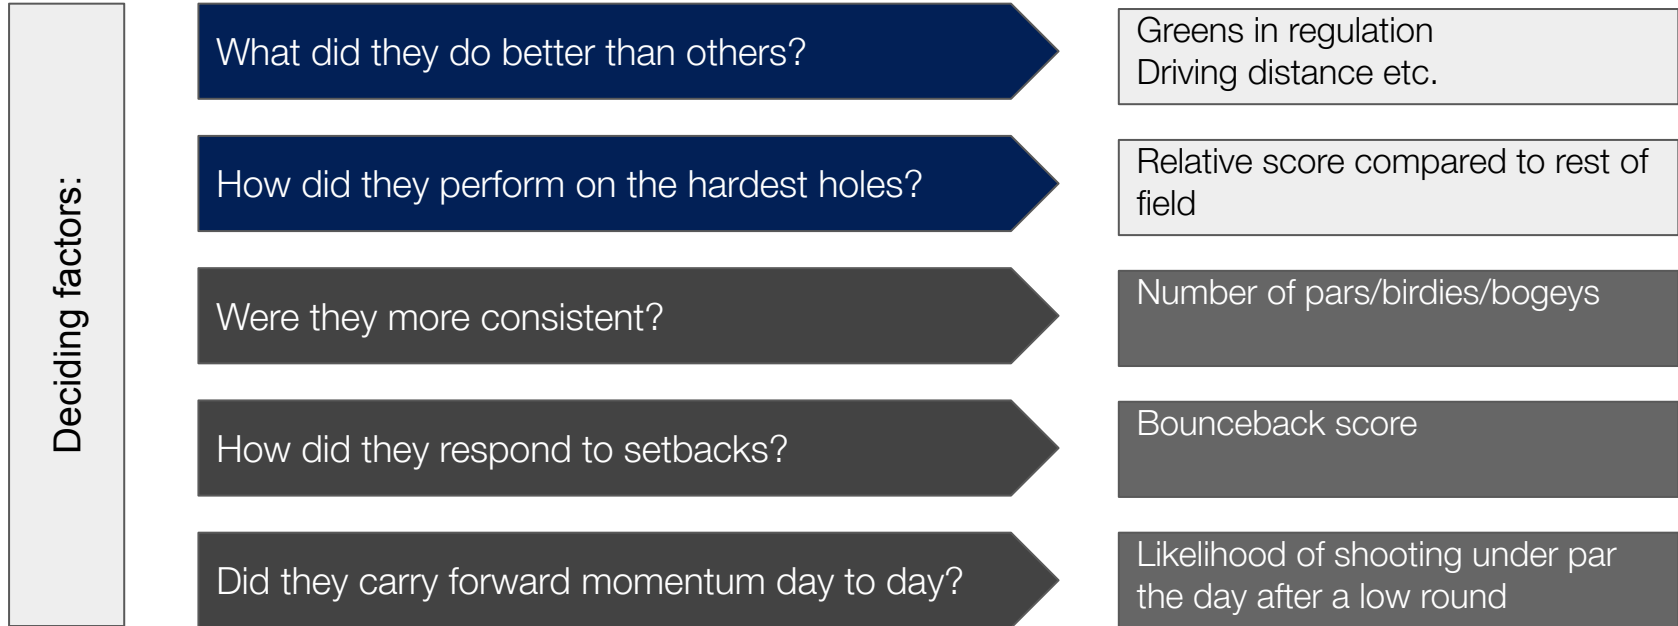 Deciding factors:
What did they do better than others?
Greens in regulation
Driving distance etc.
How did they perform on the hardest holes?
Relative score compared to rest of
field
Were they more consistent?
Number of pars/birdies/bogeys
How did they respond to setbacks?
Bounceback score
Did they carry forward momentum day to day?
Likelihood of shooting under par
the day after a low round